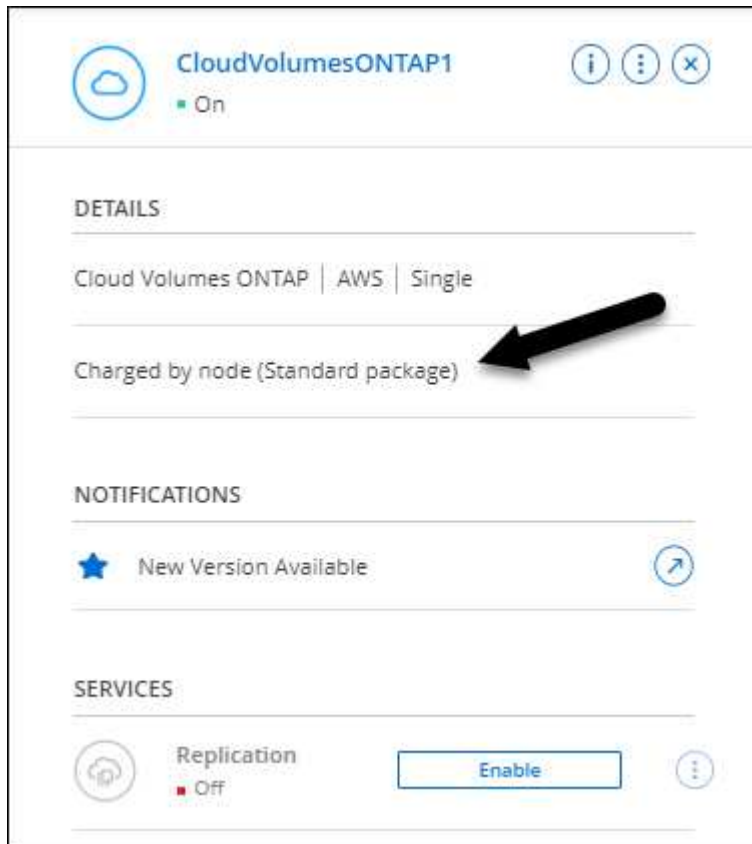 CloudVolumesONTAP1
On
DETAILS
Cloud Volumes ONTAP | AWS | Single
Charged by node (Standard package)
NOTIFICATIONS
New Version Available
SERVICES
Replication
Enable
Off